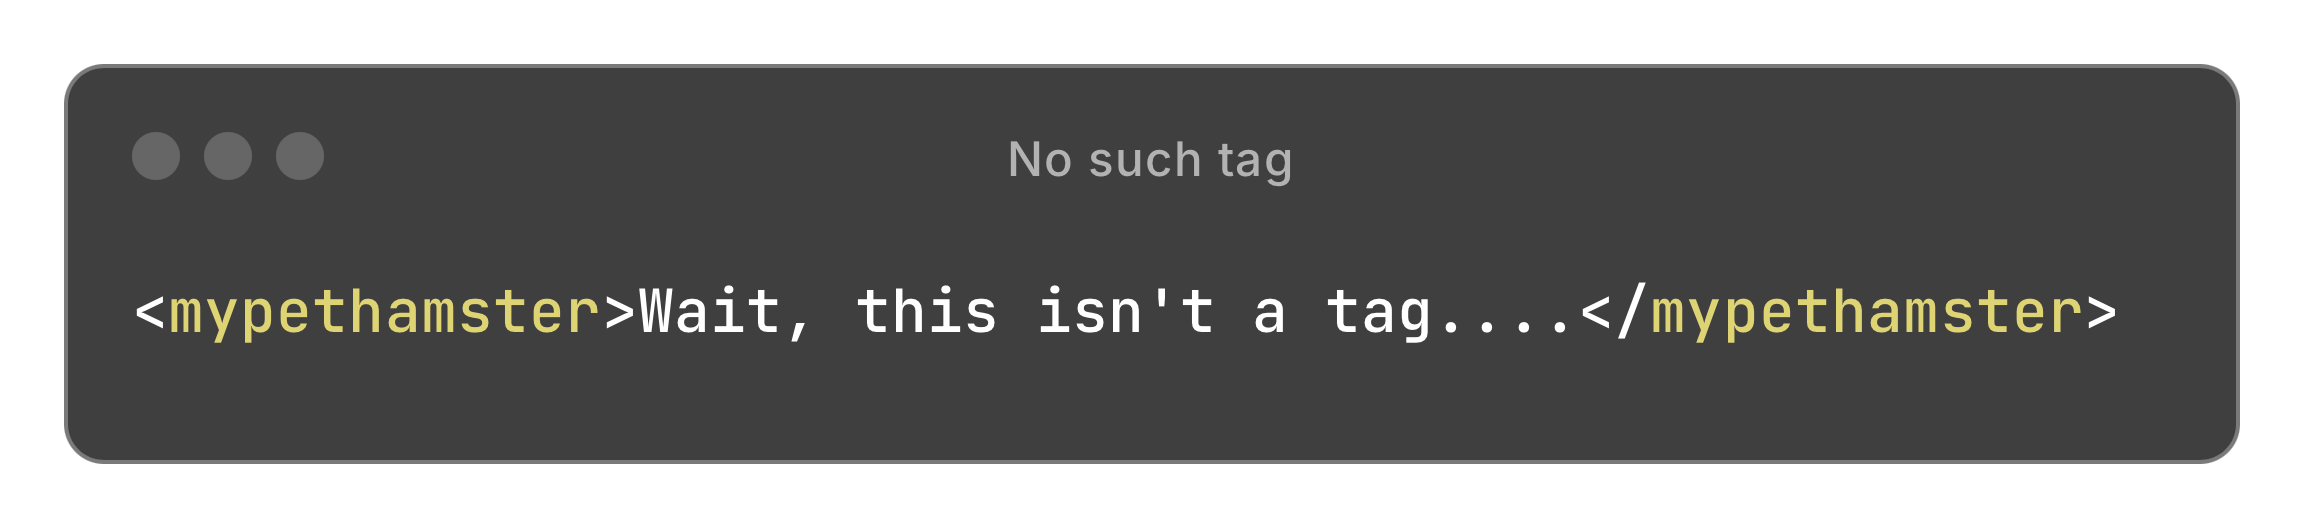 No such tag
<mypethamster>Wait, this isn't a tag....</mypethamster>